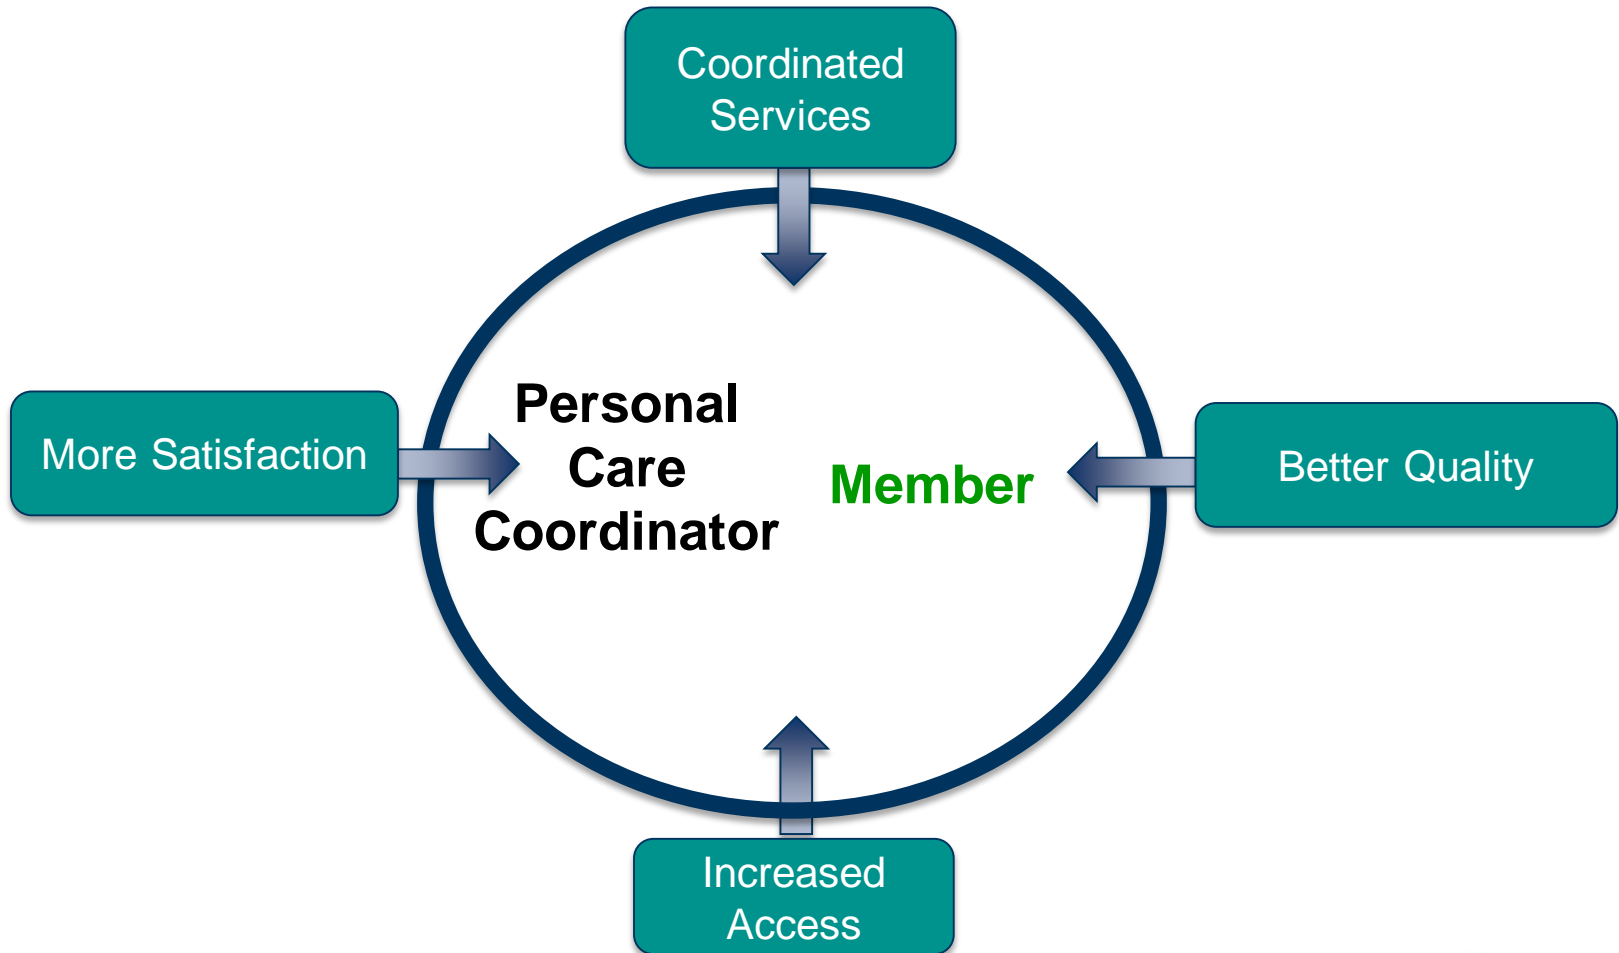 Coordinated
Services
More Satisfaction
Personal
Care
Coordinator
Member
Better Quality
Increased
Access